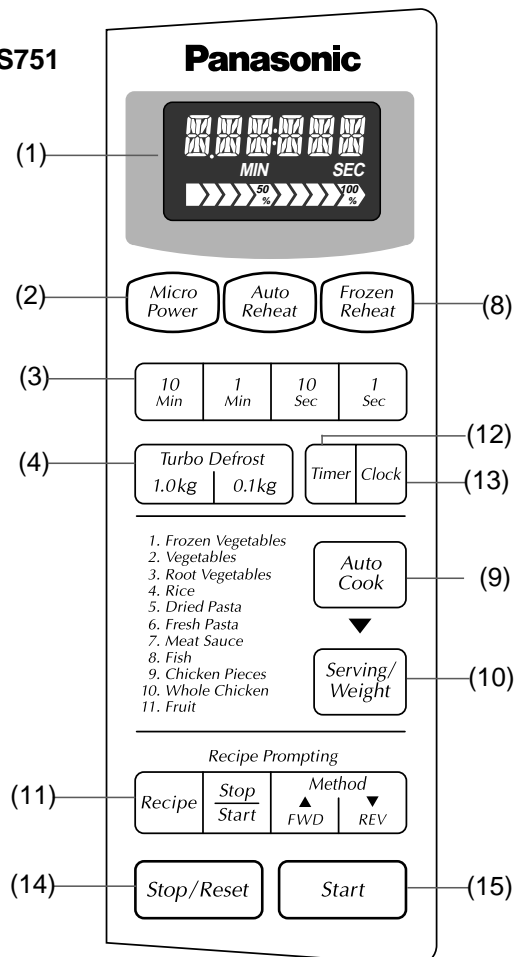 S751
Panasonic
(1)
MIN SEC
50 % 100 %
(2)
Micro Power
Auto Reheat
Frozen Reheat
(8)
(3)
10 Min
1 Min
10 Sec
1 Sec
(12)
(4)
Turbo Defrost
1.0kg 0.1kg
Timer Clock
(13)
1. Frozen Vegetables
2. Vegetables
3. Root Vegetables
4. Rice
5. Dried Pasta
6. Fresh Pasta
7. Meat Sauce
8. Fish
9. Chicken Pieces
10. Whole Chicken
11. Fruit
Auto Cook
(9)
▼
Serving/ Weight
(10)
Recipe Prompting
(11)
Recipe
Stop
Start
Method
▲ ▼
FWD REV
(14)
Stop/Reset
Start
(15)